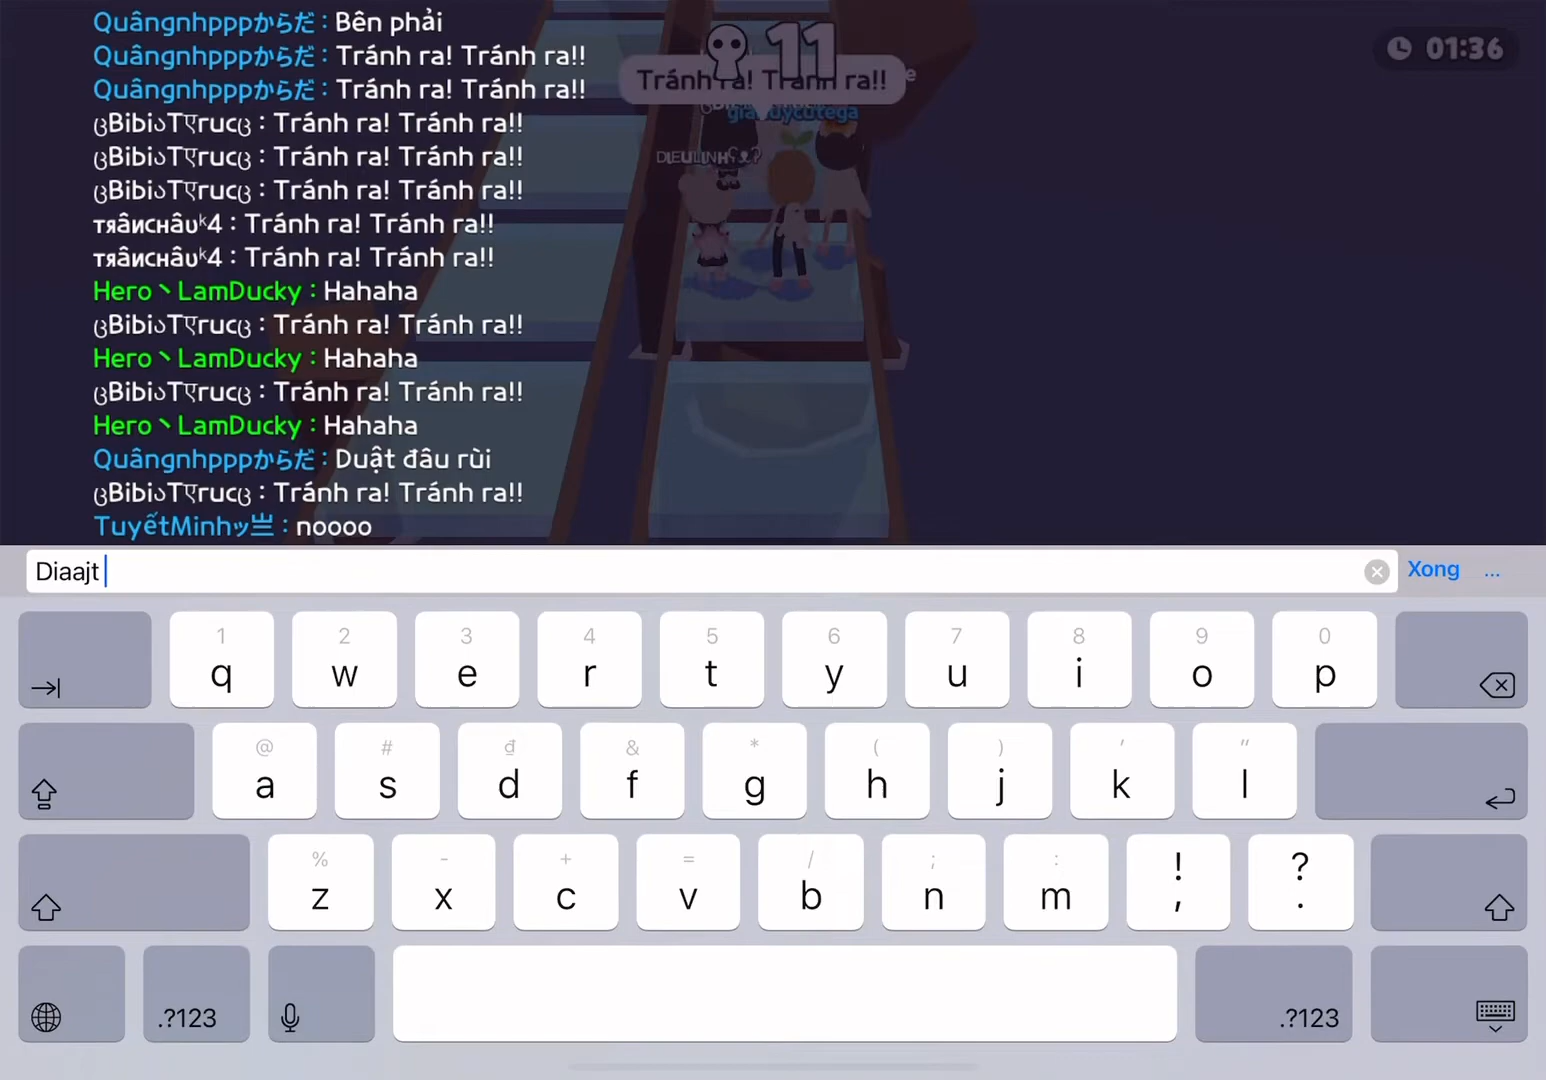 Quângnhpppからだ : Bên phải
Quângnhpppからだ : Tránh ra! Tránh ra!!
Quângnhpppからだ : Tránh ra! Tránh ra!!
: Tránh ra! Tránh ra!!
: Tránh ra! Tránh ra!!
: Tránh ra! Tránh ra!!
тяâиcнâυᵏ4 : Tránh ra! Tránh ra!!
тяâиcнâυᵏ4 : Tránh ra! Tránh ra!!
Hero丶LamDucky : Hahaha
: Tránh ra! Tránh ra!!
Hero丶LamDucky : Hahaha
: Tránh ra! Tránh ra!!
Hero丶LamDucky : Hahaha
Quângnhpppからだ : Duật đâu rùi
: Tránh ra! Tránh ra!!
TuyếtMinhッ亗 : noooo
11
01:36
Tránh ra! Tránh ra!!
Diaajt
Xong ...
1 2 3 4 5 6 7 8 9 0
q w e r t y u i o p
@ # ₫ & * ( ) ' "
a s d f g h j k l
% - + = / ; : ! ?
z x c v b n m , .
.?123 .?123